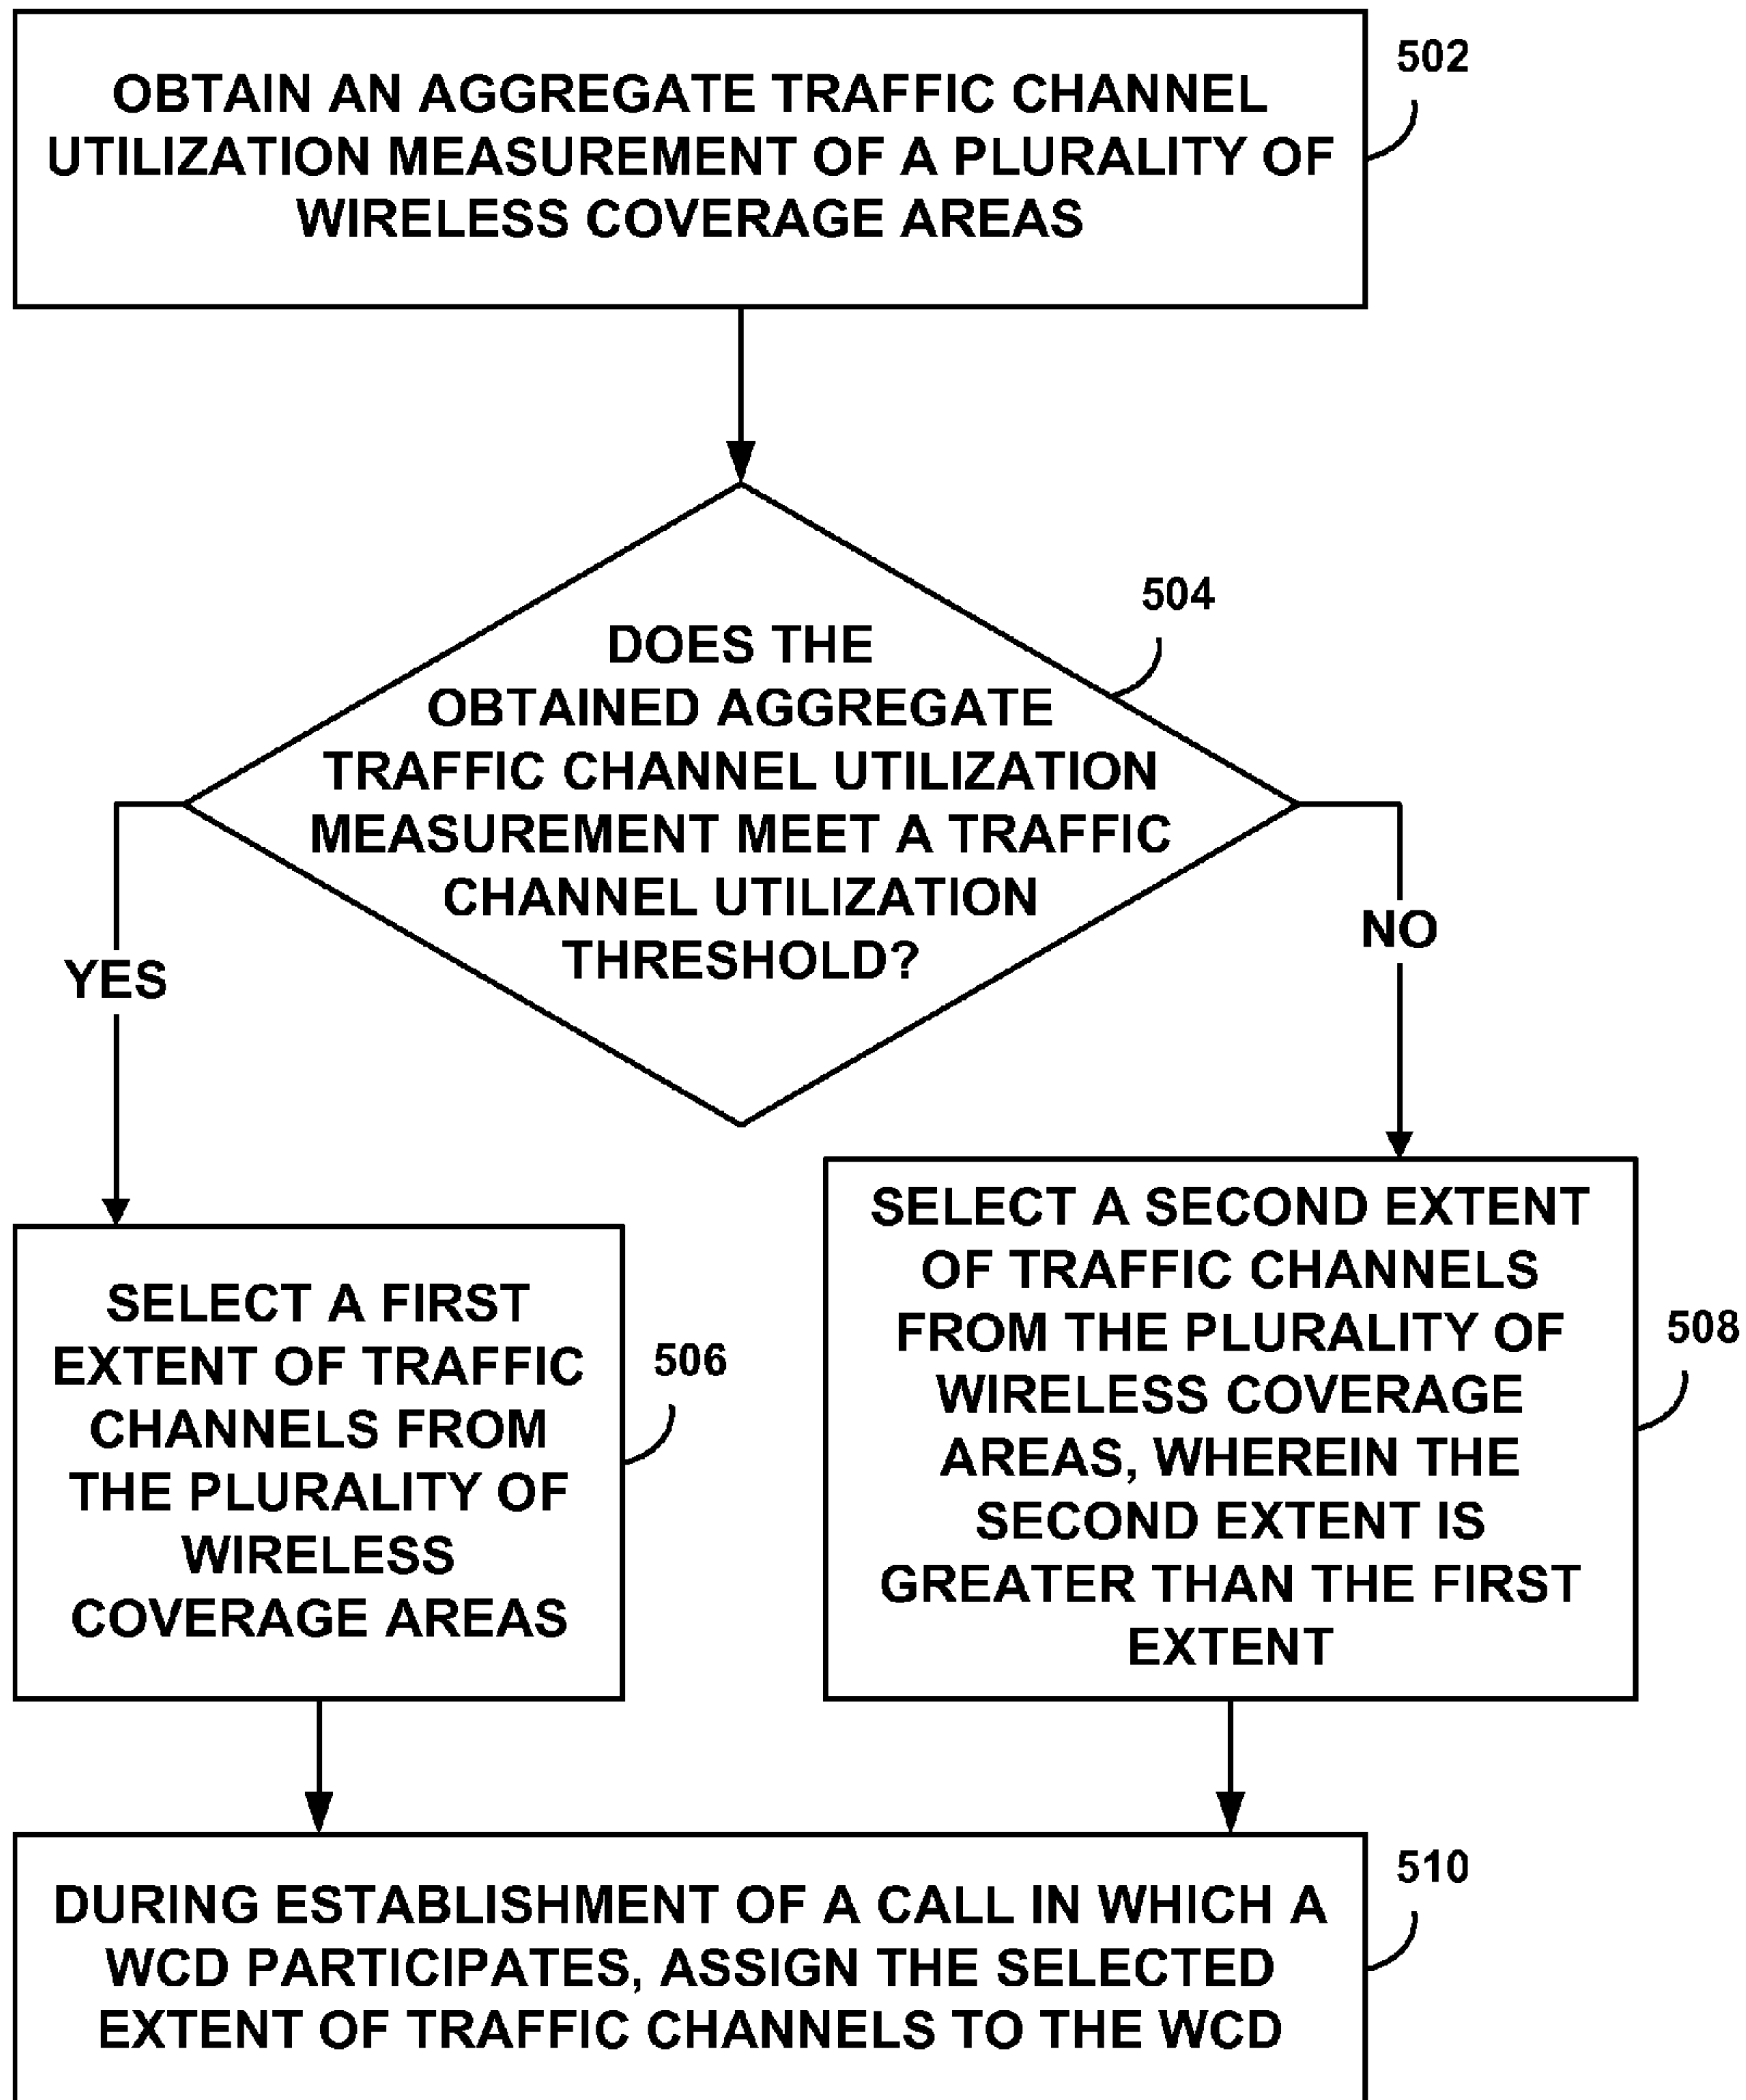 OBTAIN AN AGGREGATE TRAFFIC CHANNEL
UTILIZATION MEASUREMENT OF A PLURALITY OF
WIRELESS COVERAGE AREAS
502
DOES THE
OBTAINED AGGREGATE
TRAFFIC CHANNEL UTILIZATION
MEASUREMENT MEET A TRAFFIC
CHANNEL UTILIZATION
THRESHOLD?
504
YES
NO
SELECT A FIRST
EXTENT OF TRAFFIC
CHANNELS FROM
THE PLURALITY OF
WIRELESS
COVERAGE AREAS
506
SELECT A SECOND EXTENT
OF TRAFFIC CHANNELS
FROM THE PLURALITY OF
WIRELESS COVERAGE
AREAS, WHEREIN THE
SECOND EXTENT IS
GREATER THAN THE FIRST
EXTENT
508
DURING ESTABLISHMENT OF A CALL IN WHICH A
WCD PARTICIPATES, ASSIGN THE SELECTED
EXTENT OF TRAFFIC CHANNELS TO THE WCD
510